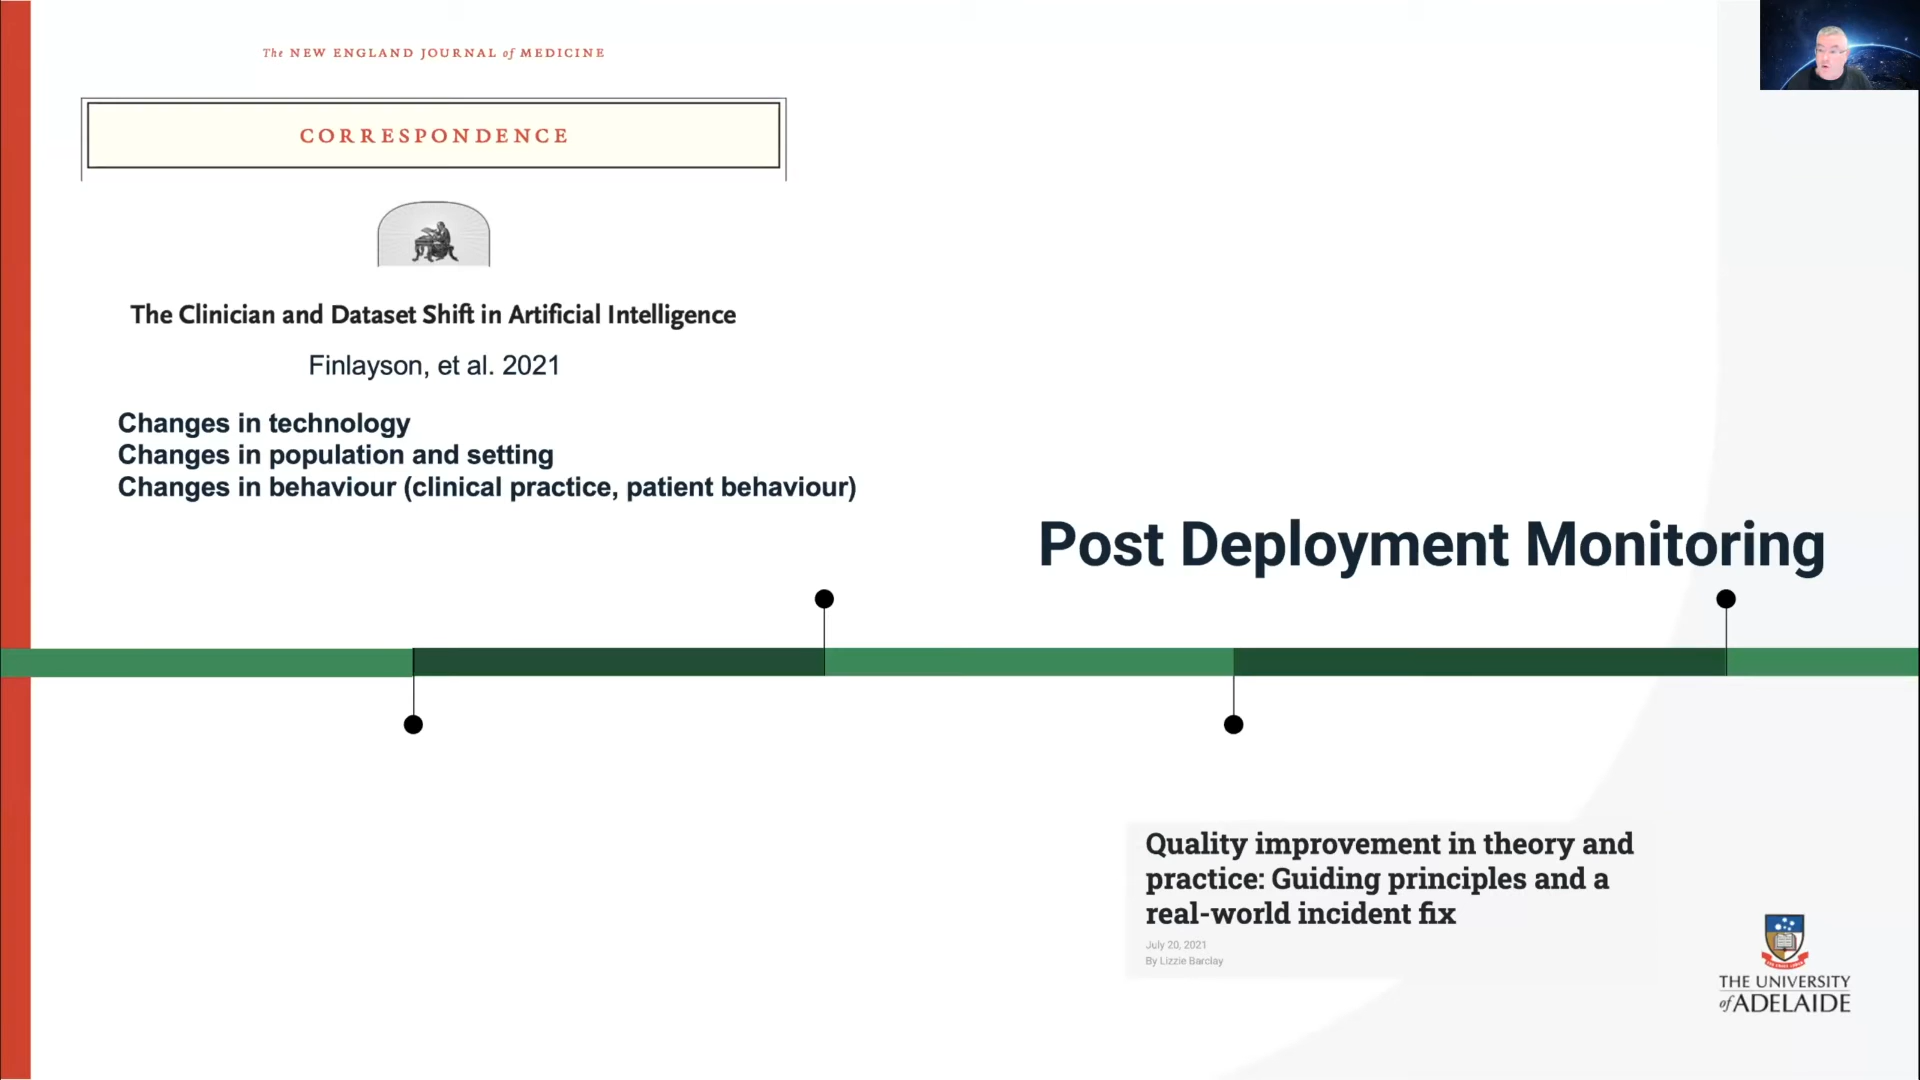 The NEW ENGLAND JOURNAL of MEDICINE
CORRESPONDENCE
The Clinician and Dataset Shift in Artificial Intelligence
Finlayson, et al. 2021
Changes in technology
Changes in population and setting
Changes in behaviour (clinical practice, patient behaviour)
Post Deployment Monitoring
Quality improvement in theory and
practice: Guiding principles and a
real-world incident fix
July 20, 2021
By Lizzie Barclay
THE UNIVERSITY
of ADELAIDE